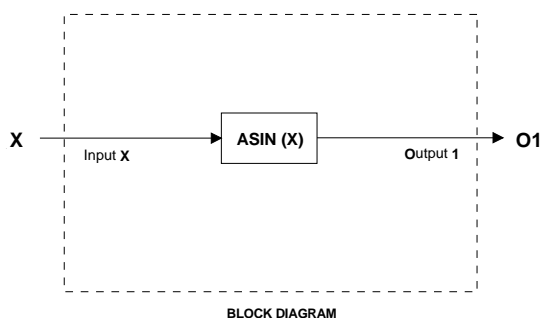 X
Input X
ASIN (X)
Output 1
O1
BLOCK DIAGRAM